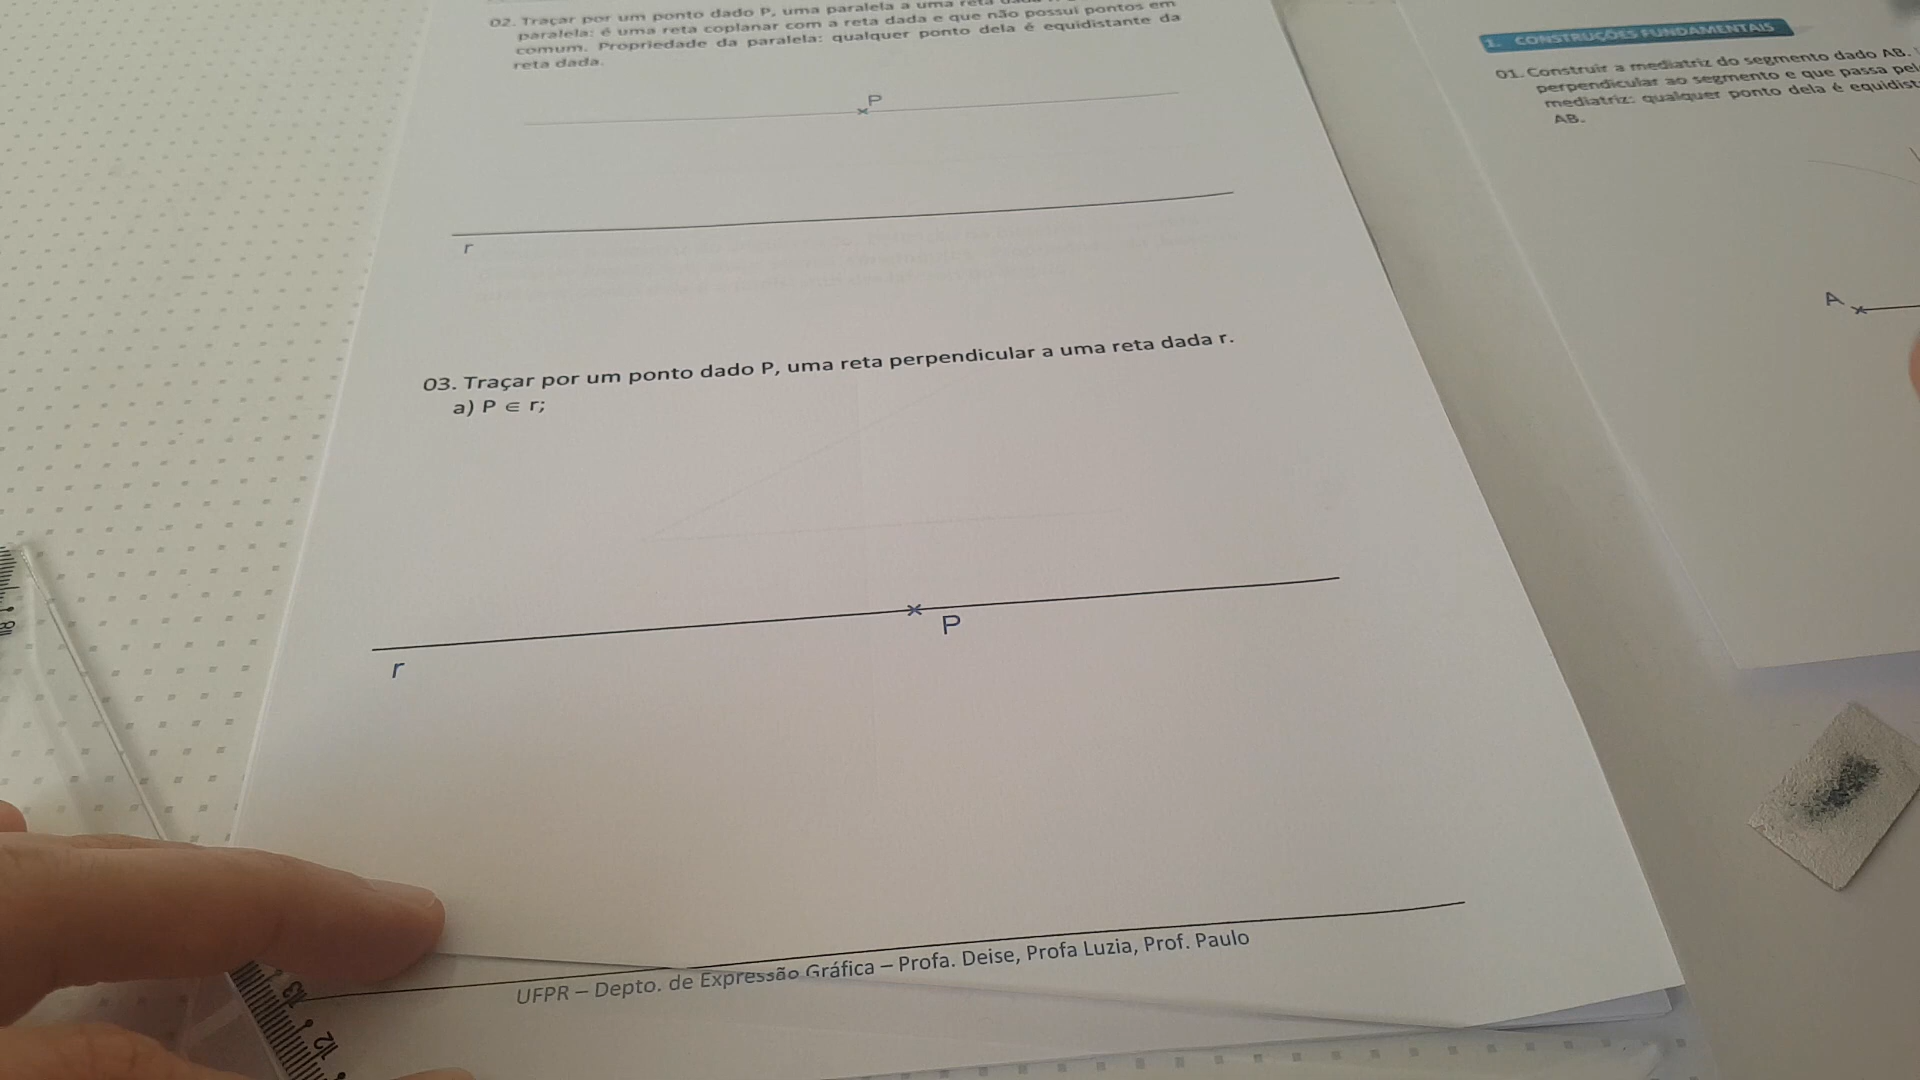 02. Traçar por um ponto dado P, uma paralela a uma reta
paralela: é uma reta coplanar com a reta dada e que não possui pontos em
comum. Propriedade da paralela: qualquer ponto dela é equidistante da
reta dada.
P
r
03. Traçar por um ponto dado P, uma reta perpendicular a uma reta dada r.
a) P ∈ r;
P
r
UFPR – Depto. de Expressão Gráfica – Profa. Deise, Profa Luzia, Prof. Paulo
1. CONSTRUÇÕES FUNDAMENTAIS
01. Construir a mediatriz do segmento dado AB.
perpendicular ao segmento e que passa pel
mediatriz: qualquer ponto dela é equidist
AB.
A
8
13
12